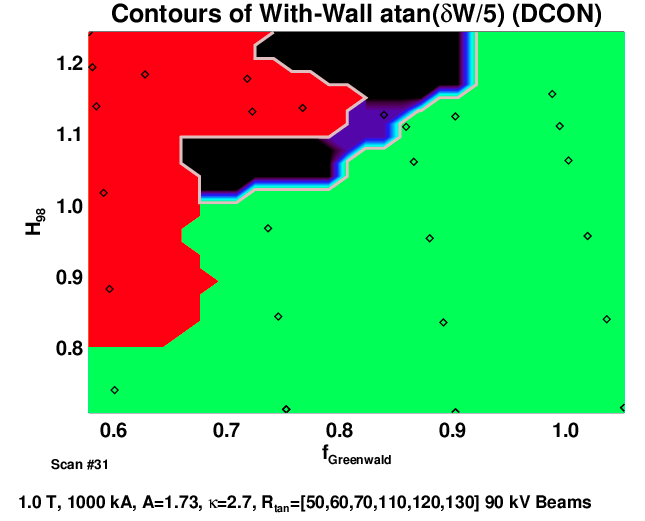 Contours of With-Wall atan(δW/5) (DCON)
1.2
1.1
1.0
0.9
0.8
H98
0.6 0.7 0.8 0.9 1.0
fGreenwald
Scan #31
1.0 T, 1000 kA, A=1.73, κ=2.7, Rtan=[50,60,70,110,120,130] 90 kV Beams